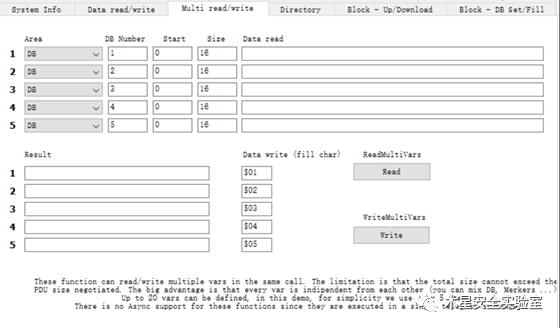 System Info Data read/write Multi read/write Directory Block - Up/Download Block - DB Get/Fill
Area DB Number Start Size Data read
1 DB 1 0 16
2 DB 2 0 16
3 DB 3 0 16
4 DB 4 0 16
5 DB 5 0 16
Result Data write (fill char) ReadMultiVars
1 $01 Read
2 $02
3 $03
4 $04 WriteMultiVars
5 $05 Write
These function can read/write multiple vars in the same call. The limitation is that the total size cannot exceed the
PDU size negotiated. The big advantage is that every var is indipendent from each other (you can mix DB, Merkers ...)
Up to 20 vars can be defined, in this demo, for simplicity we use 5.
There is no Async support for these functions since they are executed in a
木星安全实验室